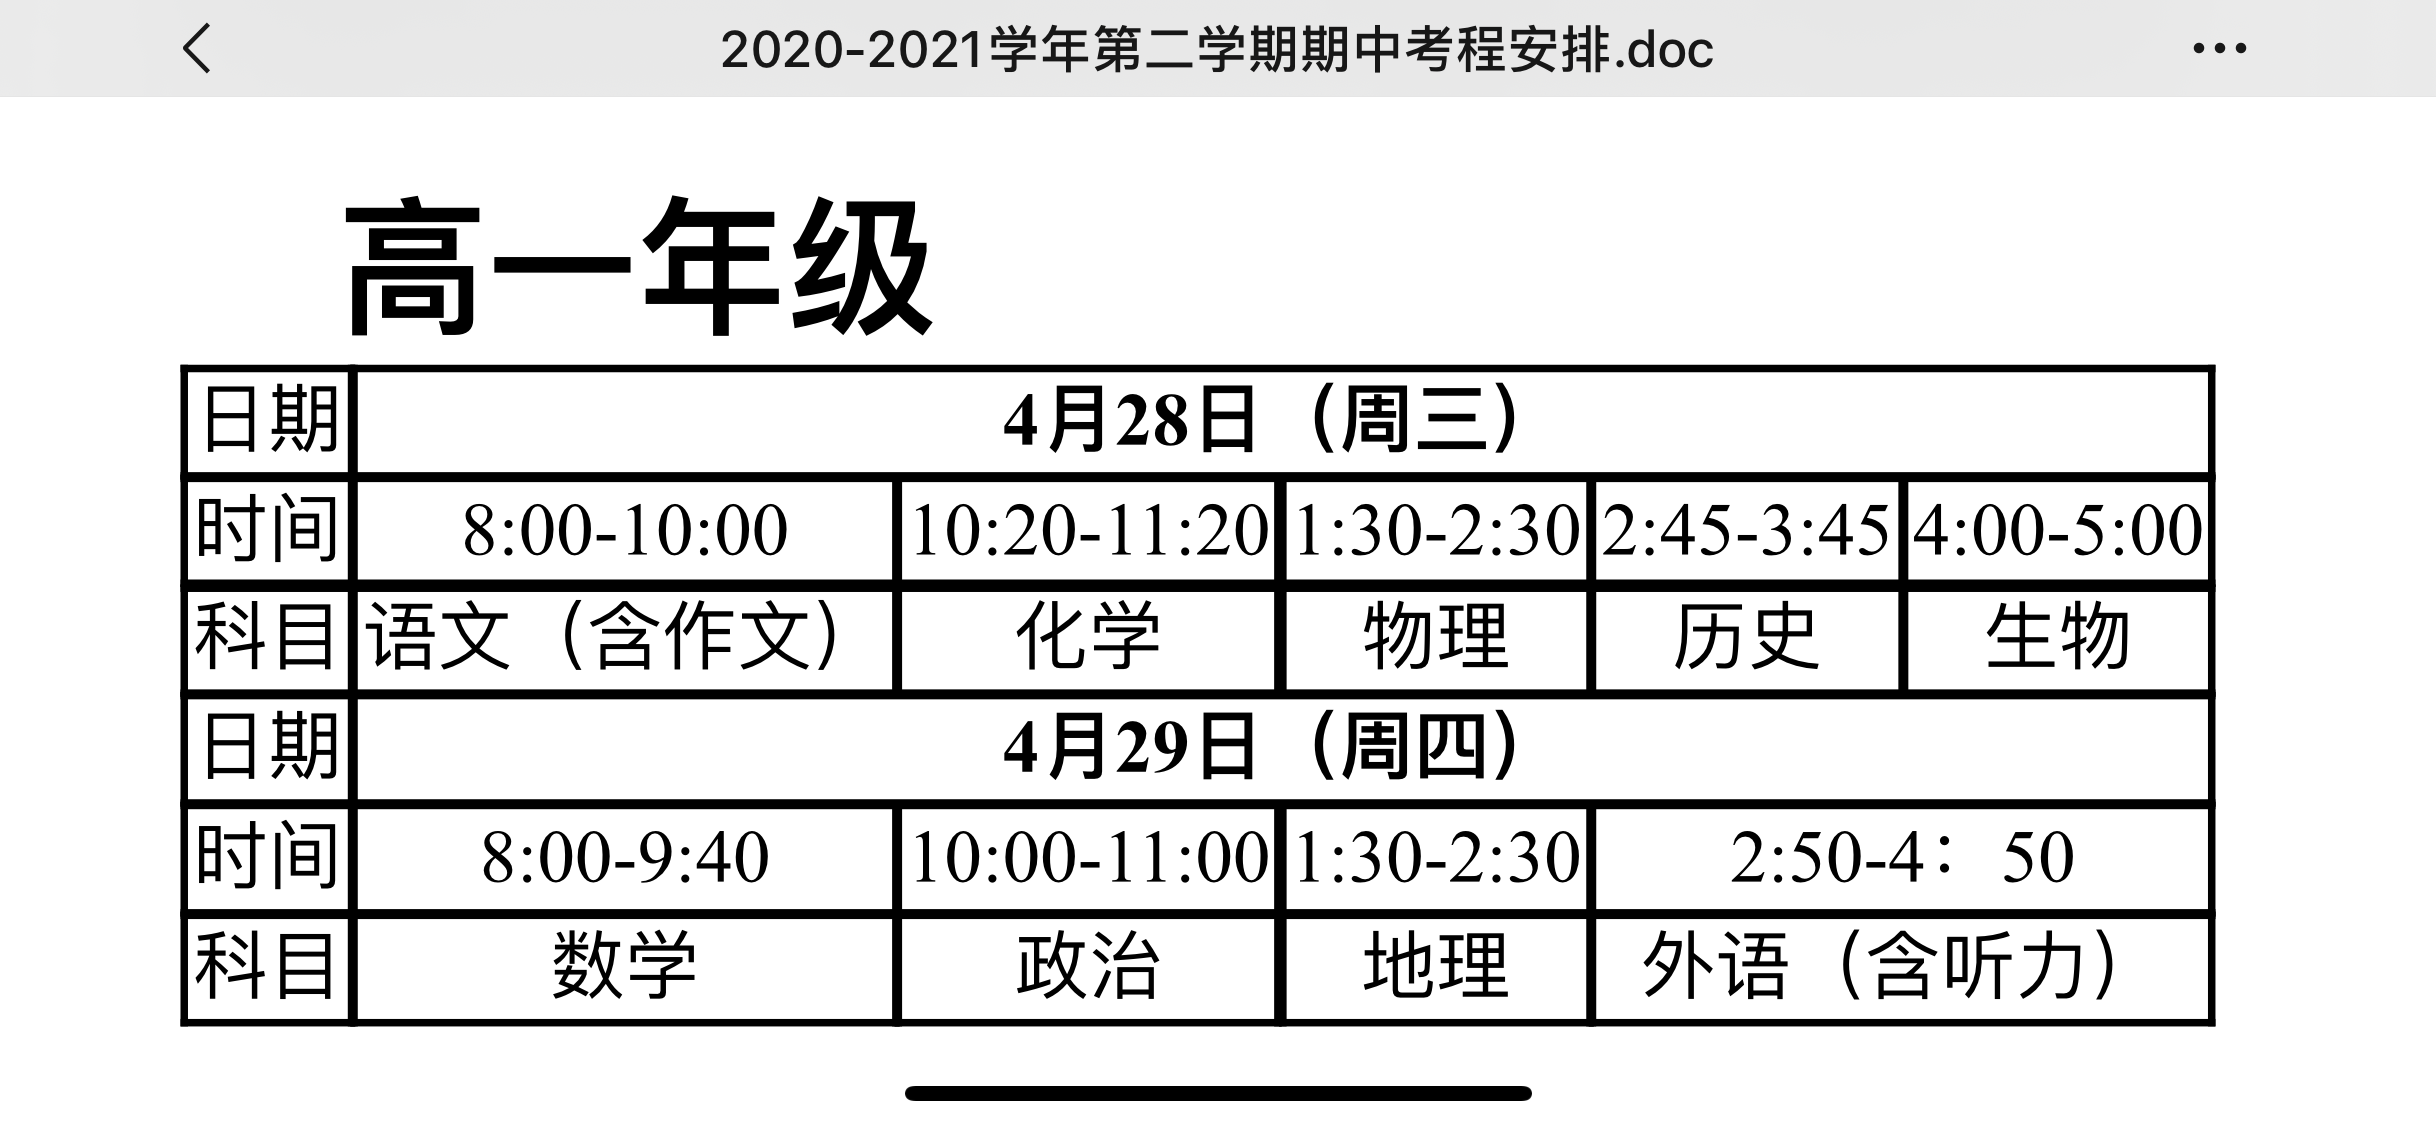 2020-2021学年第二学期期中考程安排.doc
高一年级
日期 4月28日（周三）
时间 8:00-10:00 10:20-11:20 1:30-2:30 2:45-3:45 4:00-5:00
科目 语文（含作文） 化学 物理 历史 生物
日期 4月29日（周四）
时间 8:00-9:40 10:00-11:00 1:30-2:30 2:50-4：50
科目 数学 政治 地理 外语（含听力）